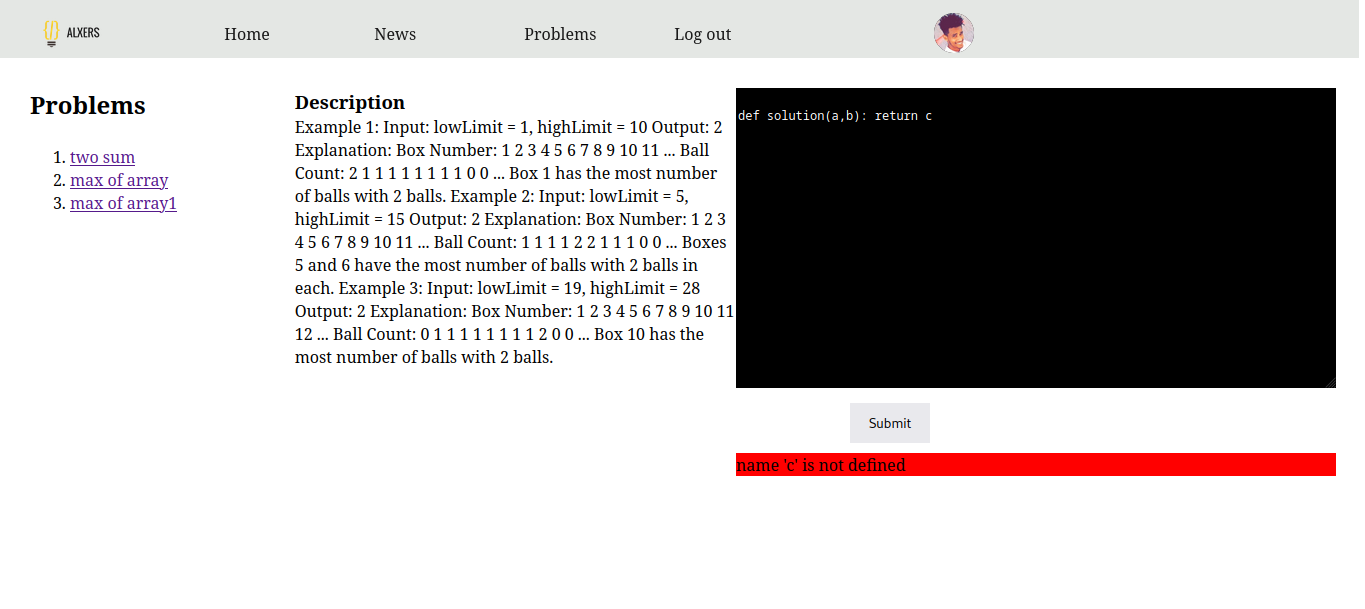 ALXERS
Home
News
Problems
Log out
Problems
1. two sum
2. max of array
3. max of array1
Description
Example 1: Input: lowLimit = 1, highLimit = 10 Output: 2
Explanation: Box Number: 1 2 3 4 5 6 7 8 9 10 11 ... Ball
Count: 2 1 1 1 1 1 1 1 1 0 0 ... Box 1 has the most number
of balls with 2 balls. Example 2: Input: lowLimit = 5,
highLimit = 15 Output: 2 Explanation: Box Number: 1 2 3
4 5 6 7 8 9 10 11 ... Ball Count: 1 1 1 1 2 2 1 1 1 0 0 ... Boxes
5 and 6 have the most number of balls with 2 balls in
each. Example 3: Input: lowLimit = 19, highLimit = 28
Output: 2 Explanation: Box Number: 1 2 3 4 5 6 7 8 9 10 11
12 ... Ball Count: 0 1 1 1 1 1 1 1 1 2 0 0 ... Box 10 has the
most number of balls with 2 balls.
def solution(a,b): return c
Submit
name 'c' is not defined